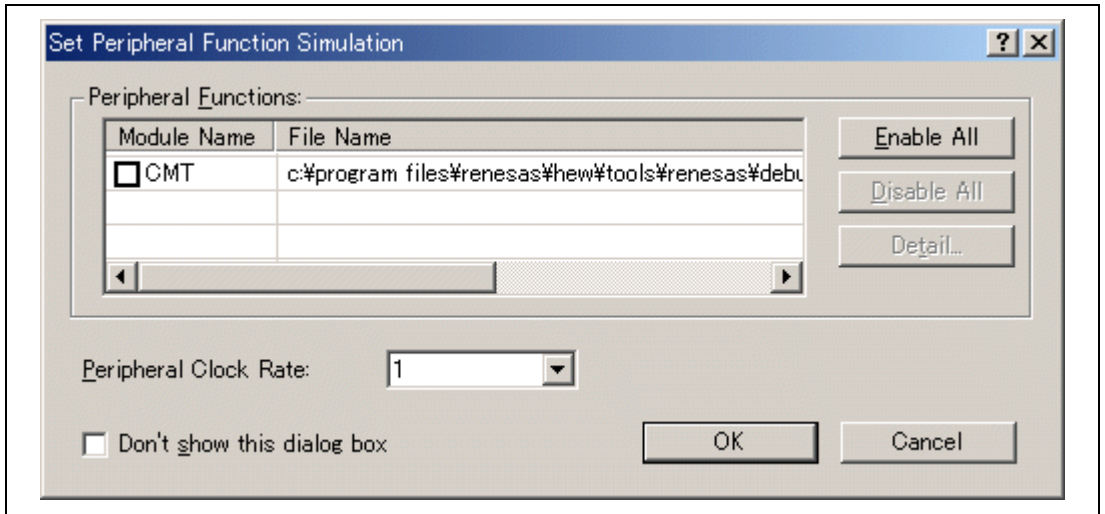 Set Peripheral Function Simulation
Peripheral Functions:
Module Name File Name
CMT c:¥program files¥renesas¥hew¥tools¥renesas¥debu
Enable All
Disable All
Detail...
Peripheral Clock Rate: 1
Don't show this dialog box
OK Cancel